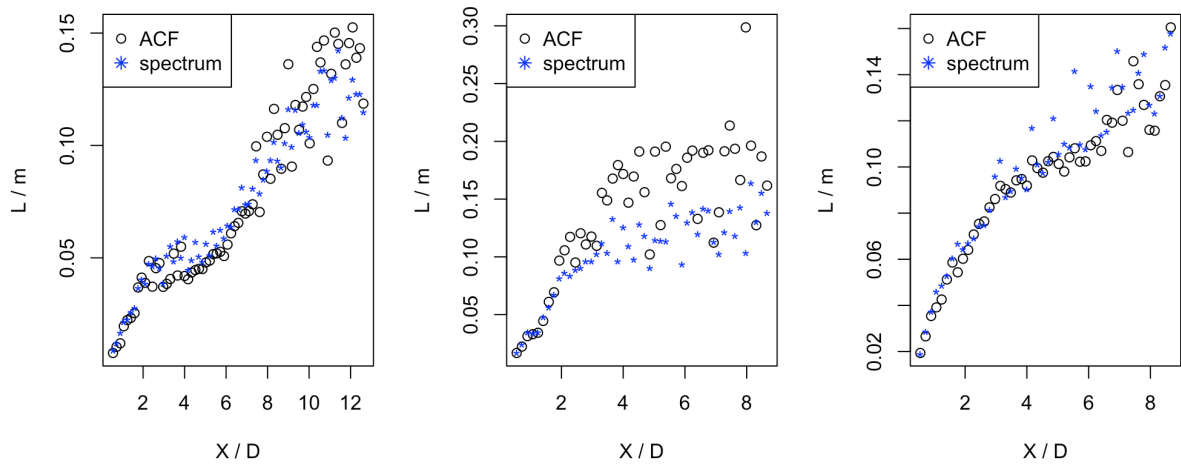 ACF
spectrum
0.15
0.10
0.05
L / m
2 4 6 8 10 12
X / D
ACF
spectrum
0.30
0.25
0.20
0.15
0.10
0.05
L / m
2 4 6 8
X / D
ACF
spectrum
0.14
0.10
0.06
0.02
L / m
2 4 6 8
X / D